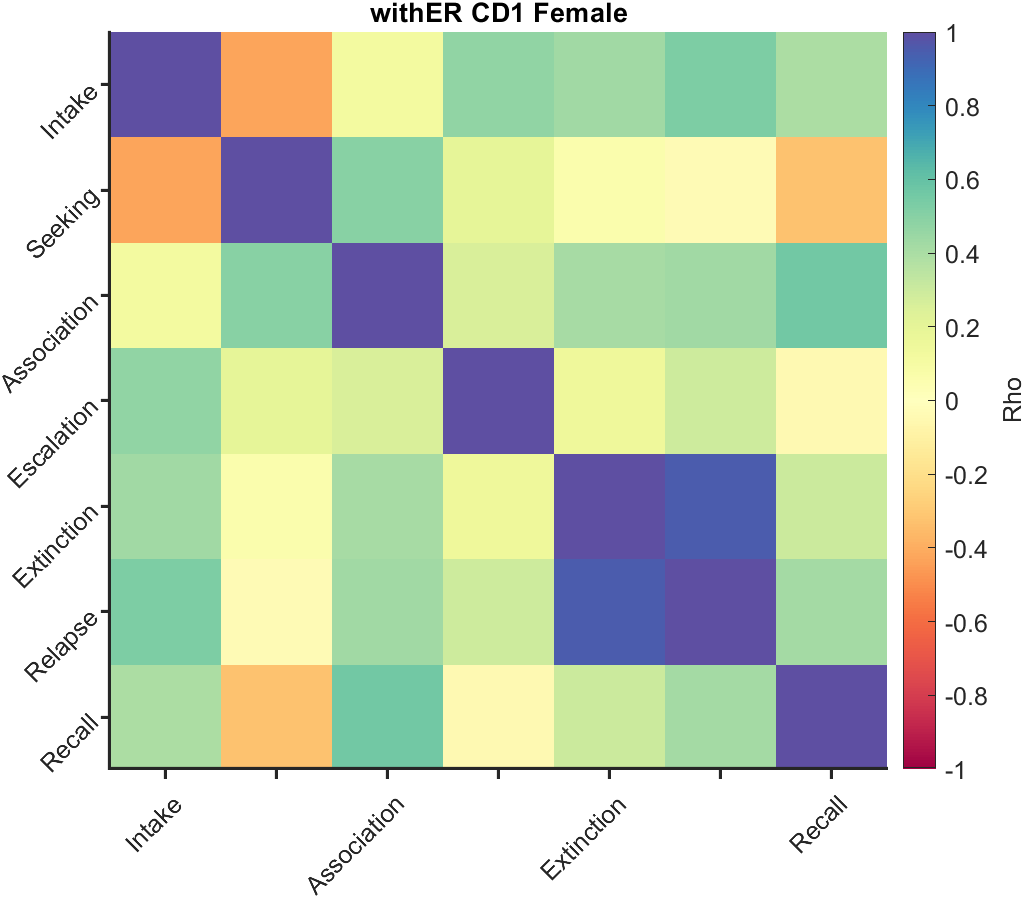 withER CD1 Female
Intake
Seeking
Association
Escalation
Extinction
Relapse
Recall
Intake
Association
Extinction
Recall
1
0.8
0.6
0.4
0.2
0
-0.2
-0.4
-0.6
-0.8
-1
Rho